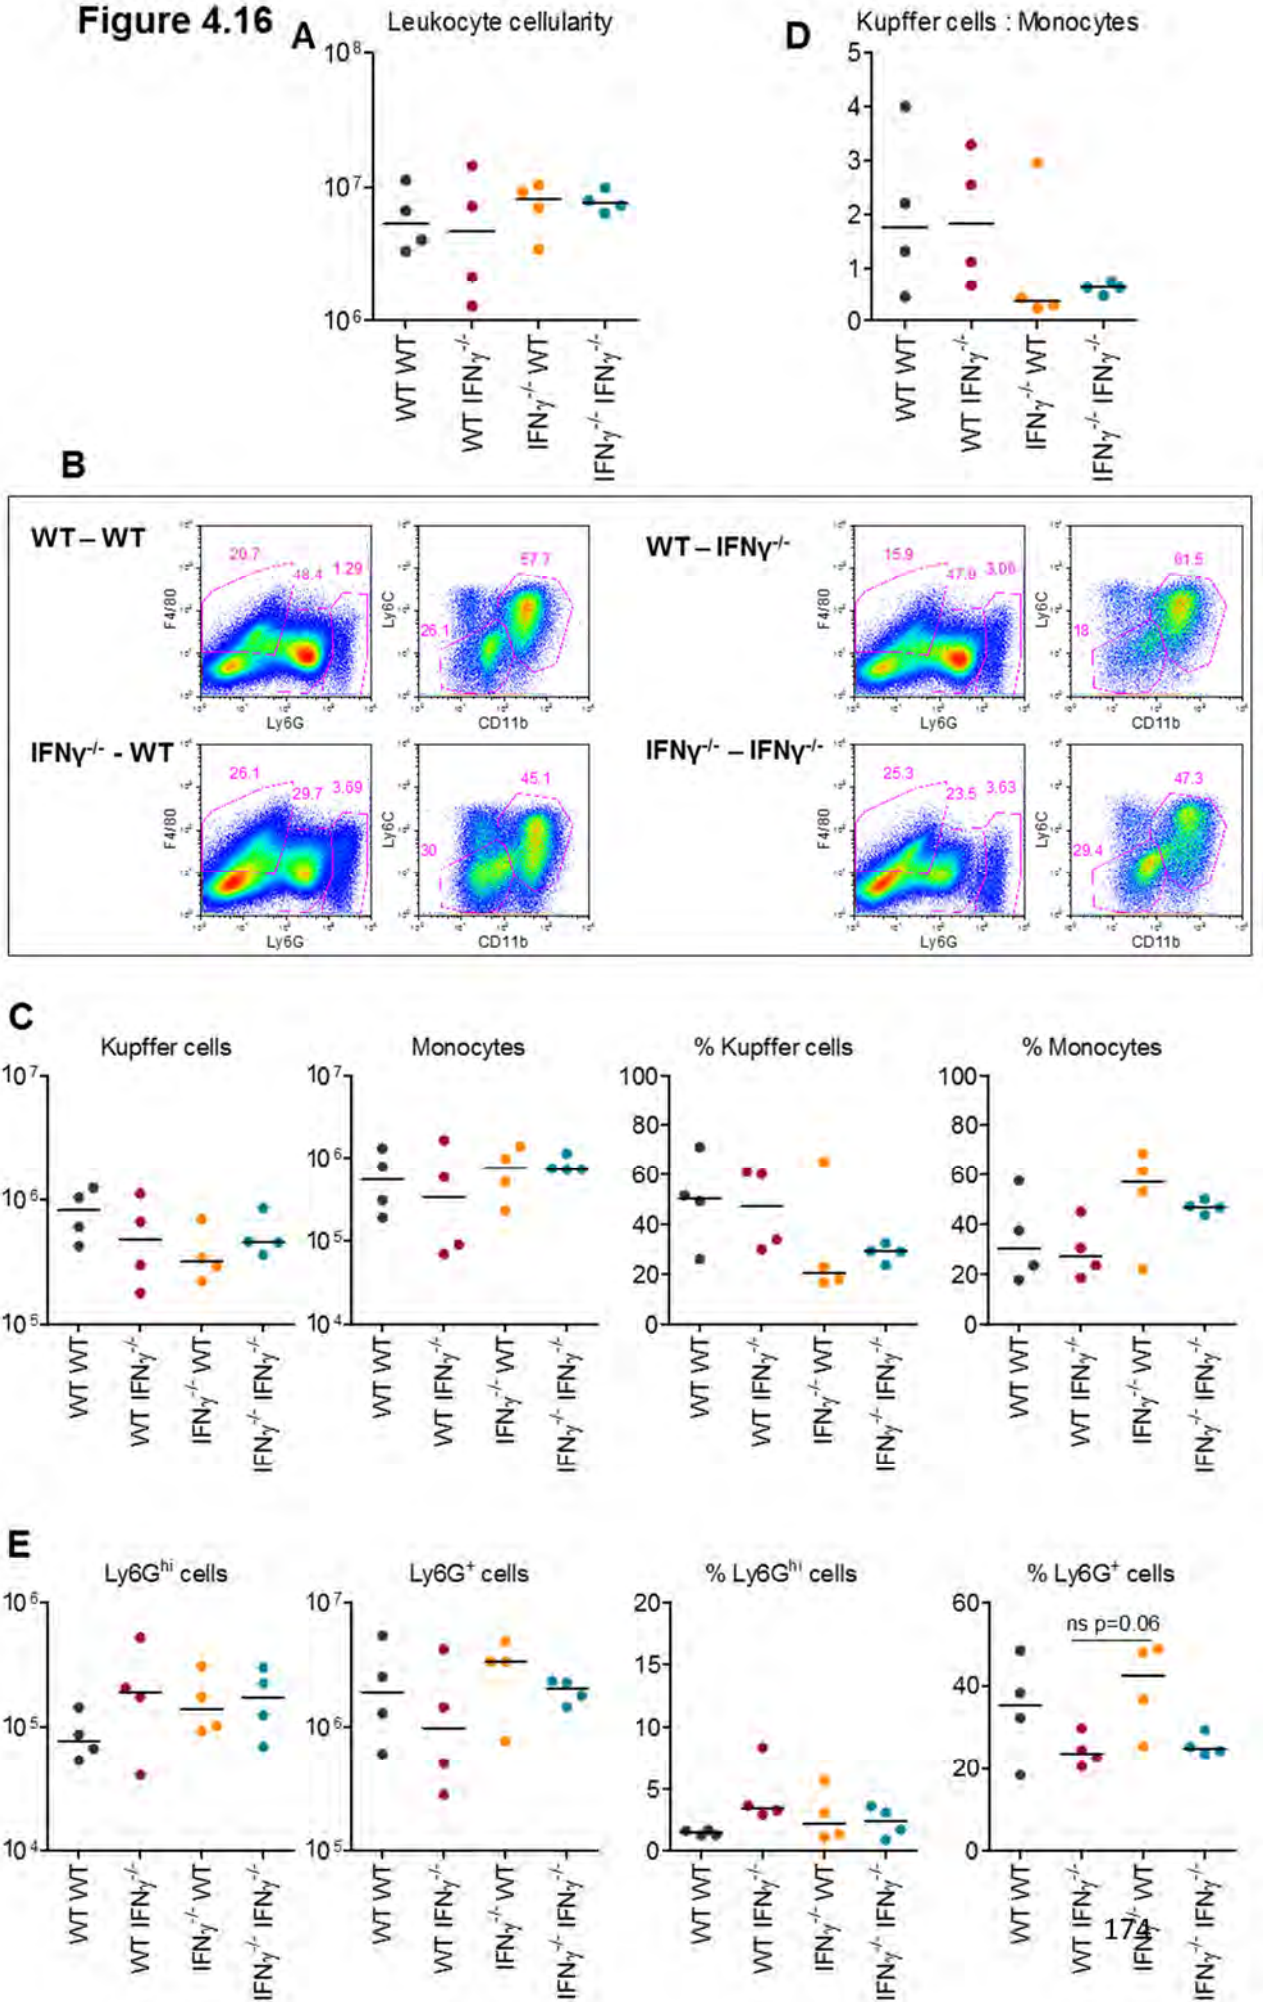 Figure 4.16
A
Leukocyte cellularity
10⁸
10⁷
10⁶
WT WT
WT IFNγ-/-
IFNγ-/- WT
IFNγ-/- IFNγ-/-
D
Kupffer cells : Monocytes
5
4
3
2
1
0
WT WT
WT IFNγ-/-
IFNγ-/- WT
IFNγ-/- IFNγ-/-
B
WT – WT
F4/80
20.7
48.4
1.29
Ly6G
Ly6C
57.7
26.1
CD11b
WT – IFNγ-/-
F4/80
15.9
3.06
Ly6G
Ly6C
61.5
18
CD11b
IFNγ-/- - WT
F4/80
26.1
29.7
3.69
Ly6G
Ly6C
45.1
30
CD11b
IFNγ-/- – IFNγ-/-
F4/80
25.3
23.5
3.63
Ly6G
Ly6C
47.3
29.4
CD11b
C
Kupffer cells
10⁷
10⁶
10⁵
WT WT
WT IFNγ-/-
IFNγ-/- WT
IFNγ-/- IFNγ-/-
Monocytes
10⁷
10⁶
10⁵
10⁴
WT WT
WT IFNγ-/-
IFNγ-/- WT
IFNγ-/- IFNγ-/-
% Kupffer cells
100
80
60
40
20
0
WT WT
WT IFNγ-/-
IFNγ-/- WT
IFNγ-/- IFNγ-/-
% Monocytes
100
80
60
40
20
0
WT WT
WT IFNγ-/-
IFNγ-/- WT
IFNγ-/- IFNγ-/-
E
Ly6Ghi cells
10⁶
10⁵
10⁴
WT WT
WT IFNγ-/-
IFNγ-/- WT
IFNγ-/- IFNγ-/-
Ly6G+ cells
10⁷
10⁶
10⁵
WT WT
WT IFNγ-/-
IFNγ-/- WT
IFNγ-/- IFNγ-/-
% Ly6Ghi cells
20
15
10
5
0
WT WT
WT IFNγ-/-
IFNγ-/- WT
IFNγ-/- IFNγ-/-
% Ly6G+ cells
60
40
20
0
ns p=0.06
WT WT
WT IFNγ-/-
IFNγ-/- WT
IFNγ-/- IFNγ-/-
174